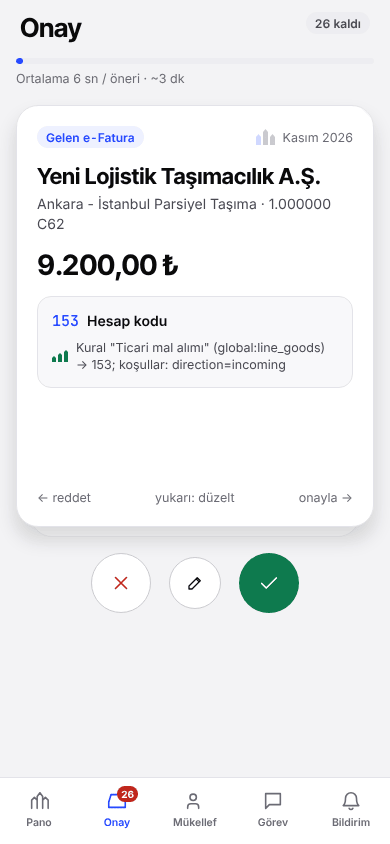 Onay
26 kaldı
Ortalama 6 sn / öneri · ~3 dk
Gelen e-Fatura
Kasım 2026
Yeni Lojistik Taşımacılık A.Ş.
Ankara - İstanbul Parsiyel Taşıma · 1.000000
C62
9.200,00 ₺
153 Hesap kodu
Kural "Ticari mal alımı" (global:line_goods)
→ 153; koşullar: direction=incoming
← reddet
yukarı: düzelt
onayla →
26
Pano
Onay
Mükellef
Görev
Bildirim